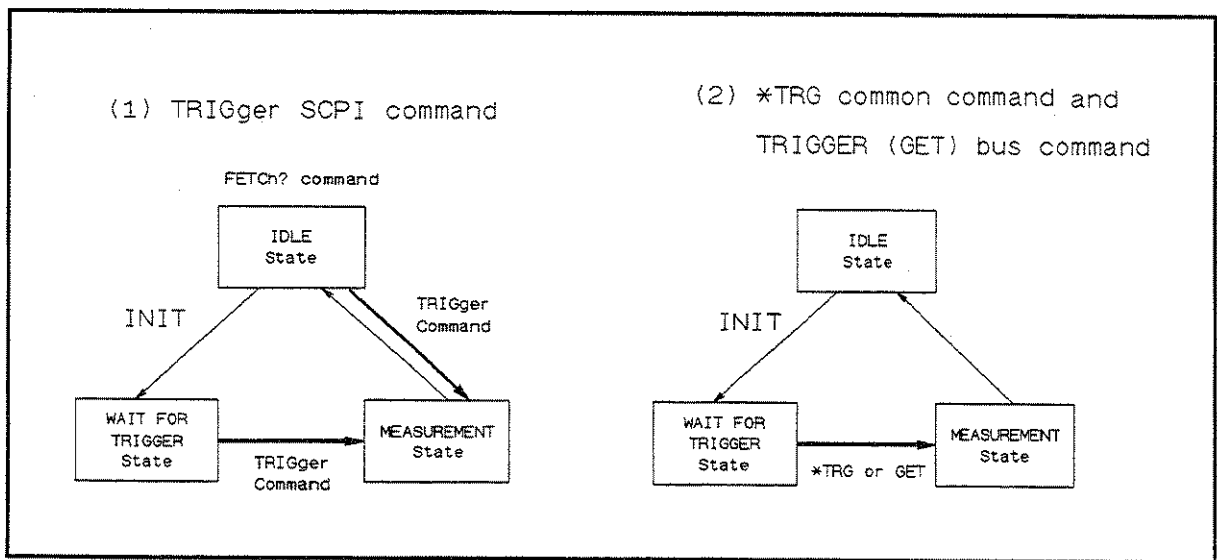 (1) TRIGger SCPI command
FETCh? command
IDLE
State
INIT
TRIGger
Command
WAIT FOR
TRIGGER
State
TRIGger
Command
MEASUREMENT
State
(2) *TRG common command and
TRIGGER (GET) bus command
IDLE
State
INIT
WAIT FOR
TRIGGER
State
*TRG or GET
MEASUREMENT
State